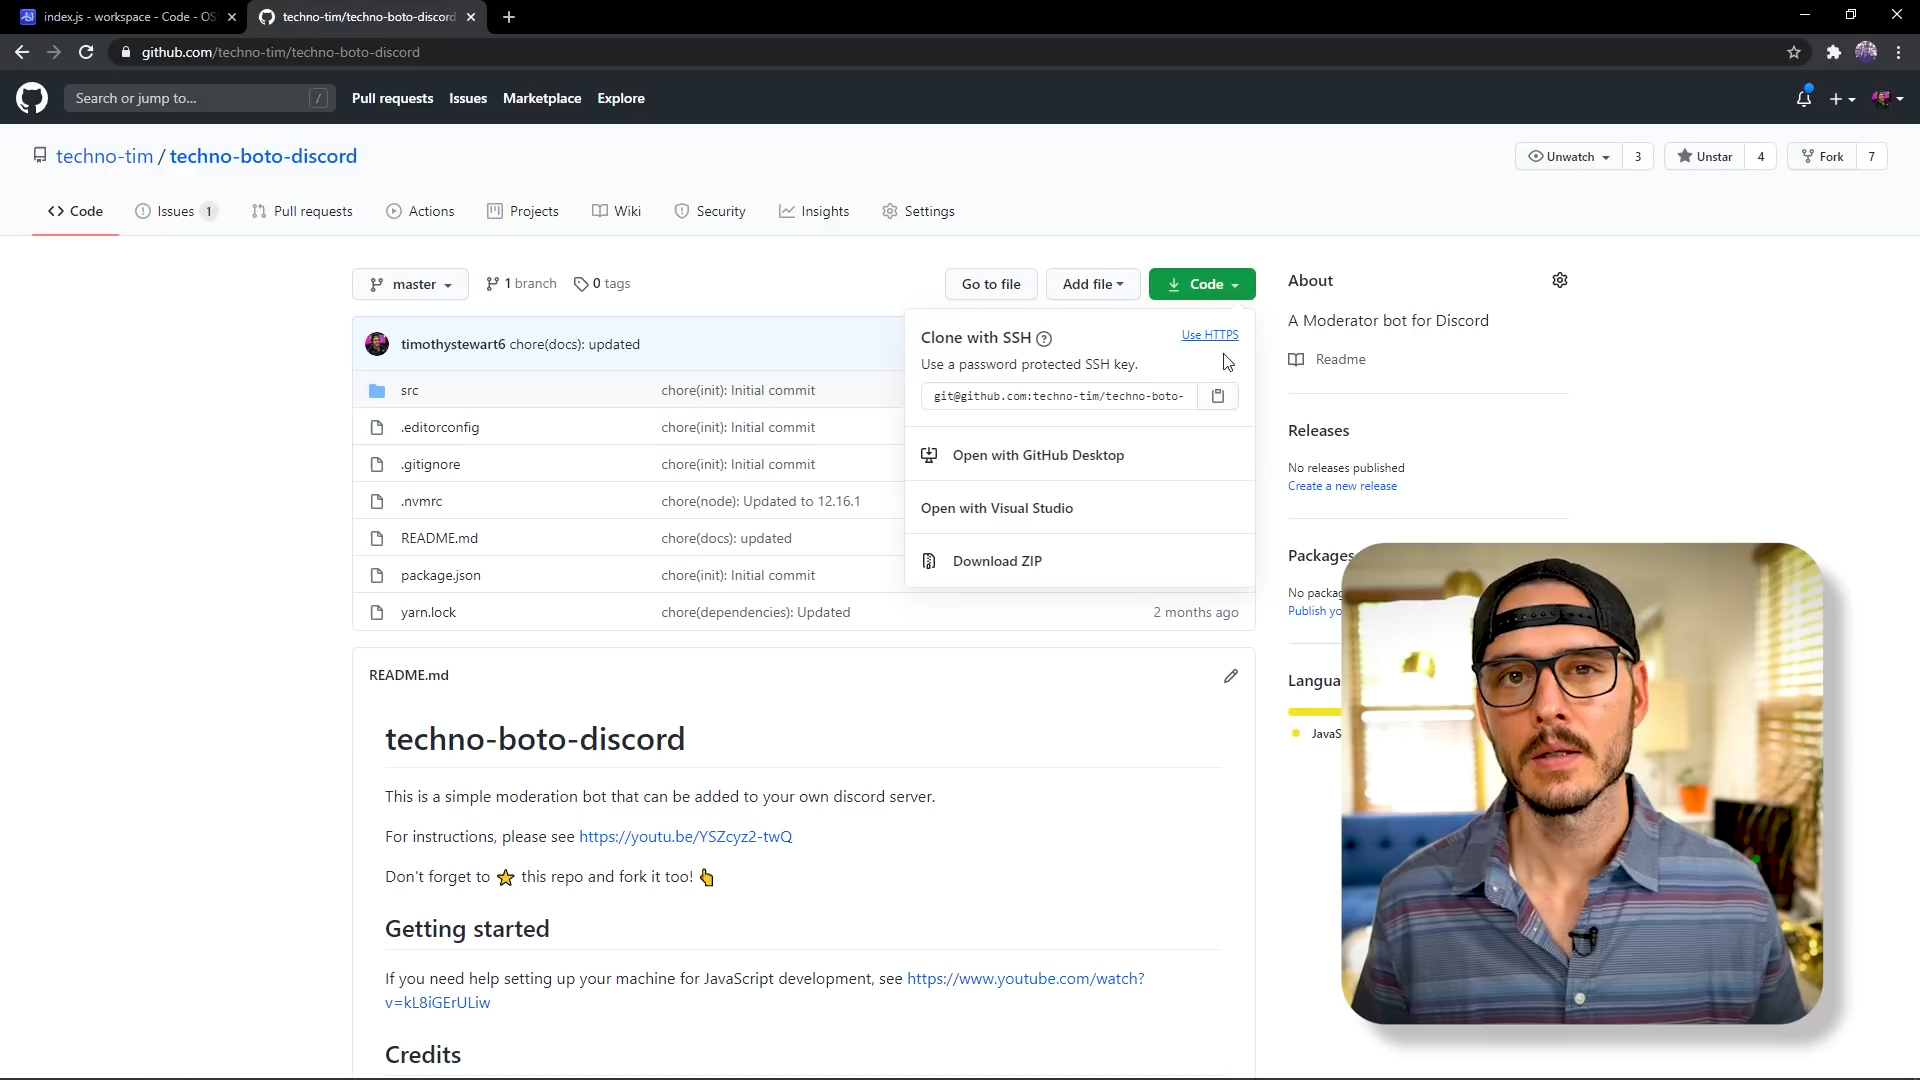 index.js - workspace - Code - OS
techno-tim/techno-boto-discord
github.com/techno-tim/techno-boto-discord
Search or jump to...
/
Pull requests
Issues
Marketplace
Explore
techno-tim / techno-boto-discord
Unwatch 3
Unstar 4
Fork 7
Code
Issues 1
Pull requests
Actions
Projects
Wiki
Security
Insights
Settings
master
1 branch
0 tags
Go to file
Add file
Code
timothystewart6 chore(docs): updated
src chore(init): Initial commit
.editorconfig chore(init): Initial commit
.gitignore chore(init): Initial commit
.nvmrc chore(node): Updated to 12.16.1
README.md chore(docs): updated
package.json chore(init): Initial commit
yarn.lock chore(dependencies): Updated 2 months ago
Clone with SSH
Use HTTPS
Use a password protected SSH key.
git@github.com:techno-tim/techno-boto-
Open with GitHub Desktop
Open with Visual Studio
Download ZIP
About
A Moderator bot for Discord
Readme
Releases
No releases published
Create a new release
Packages
No packag
Publish yo
Langua
JavaS
README.md
techno-boto-discord
This is a simple moderation bot that can be added to your own discord server.
For instructions, please see https://youtu.be/YSZcyz2-twQ
Don't forget to ⭐ this repo and fork it too! 👆
Getting started
If you need help setting up your machine for JavaScript development, see https://www.youtube.com/watch?
v=kL8iGErULiw
Credits